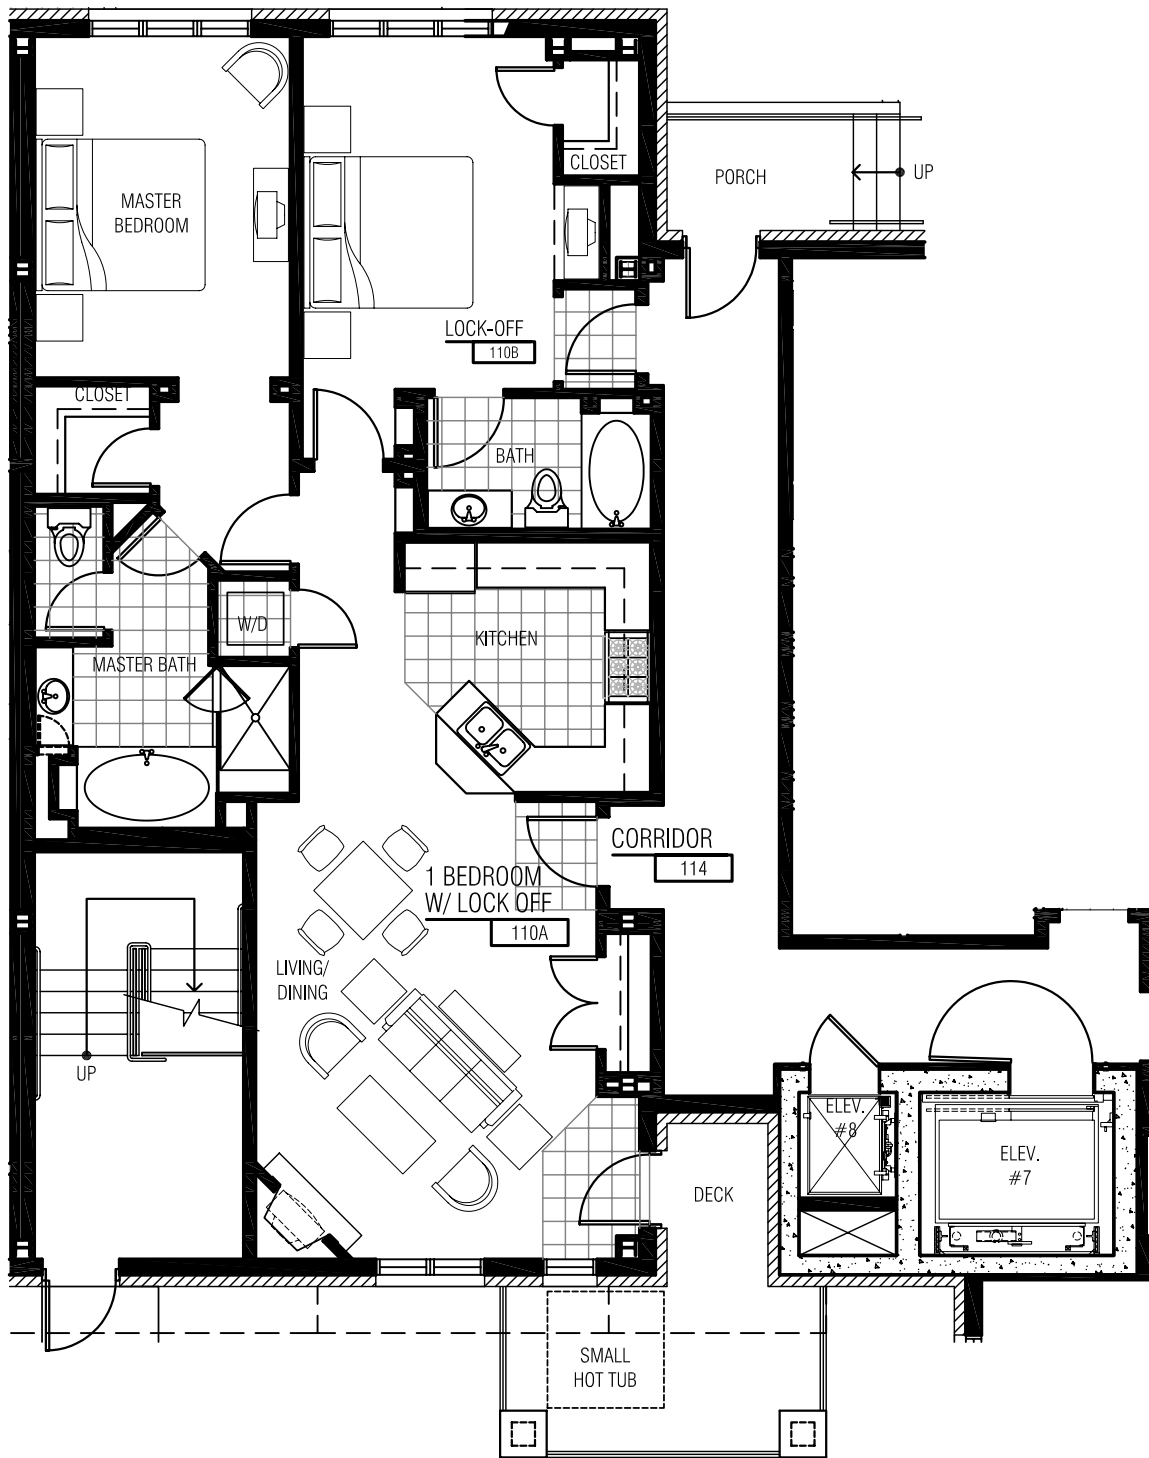 CLOSET
PORCH
UP
MASTER
BEDROOM
LOCK-OFF
110B
CLOSET
BATH
W/D
KITCHEN
MASTER BATH
CORRIDOR
114
1 BEDROOM
W/ LOCK OFF
110A
LIVING/
DINING
UP
ELEV.
#8
ELEV.
#7
DECK
SMALL
HOT TUB